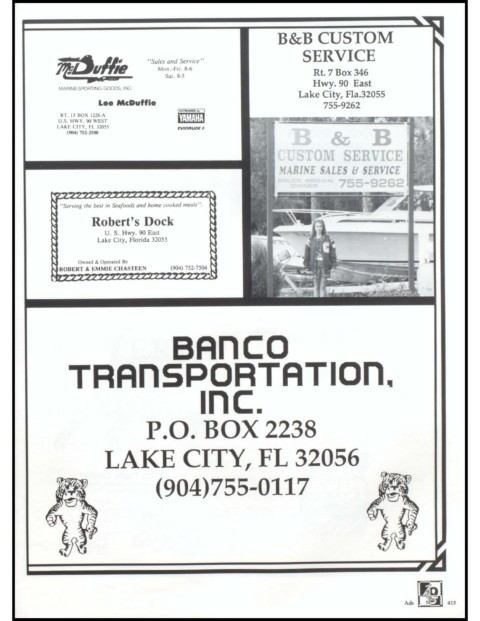 McDuffie
MARINE-SPORTING GOODS, INC.
"Sales and Service"
Mon.-Fri. 8-6
Sat. 8-5
Lee McDuffie
RT. 13 BOX 1228-A
U.S. HWY. 90 WEST
LAKE CITY, FL 32055
(904) 752-2500
YAMAHA
"Serving the best in Seafoods and home cooked meals".
Robert's Dock
U. S. Hwy. 90 East
Lake City, Florida 32055
Owned & Operated By
ROBERT & EMMIE CHASTEEN (904) 752-7504
B&B CUSTOM
SERVICE
Rt. 7 Box 346
Hwy. 90 East
Lake City, Fla.32055
755-9262
B & B
CUSTOM SERVICE
MARINE SALES & SERVICE
755-9262
BANCO
TRANSPORTATION,
INC.
P.O. BOX 2238
LAKE CITY, FL 32056
(904)755-0117
Ads 415